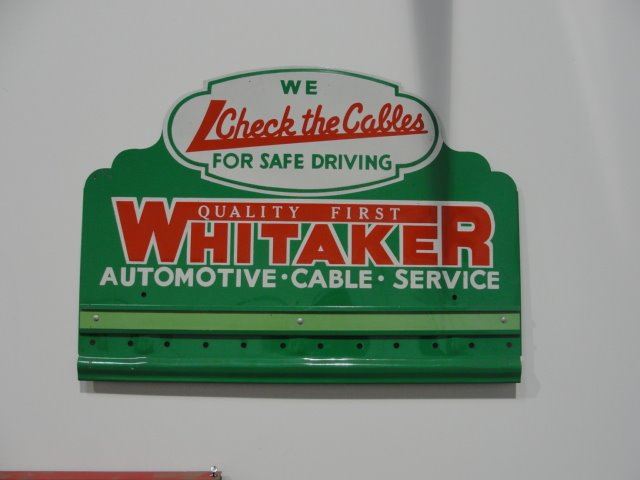 WE
Check the Cables
FOR SAFE DRIVING
QUALITY FIRST
WHITAKER
AUTOMOTIVE · CABLE · SERVICE